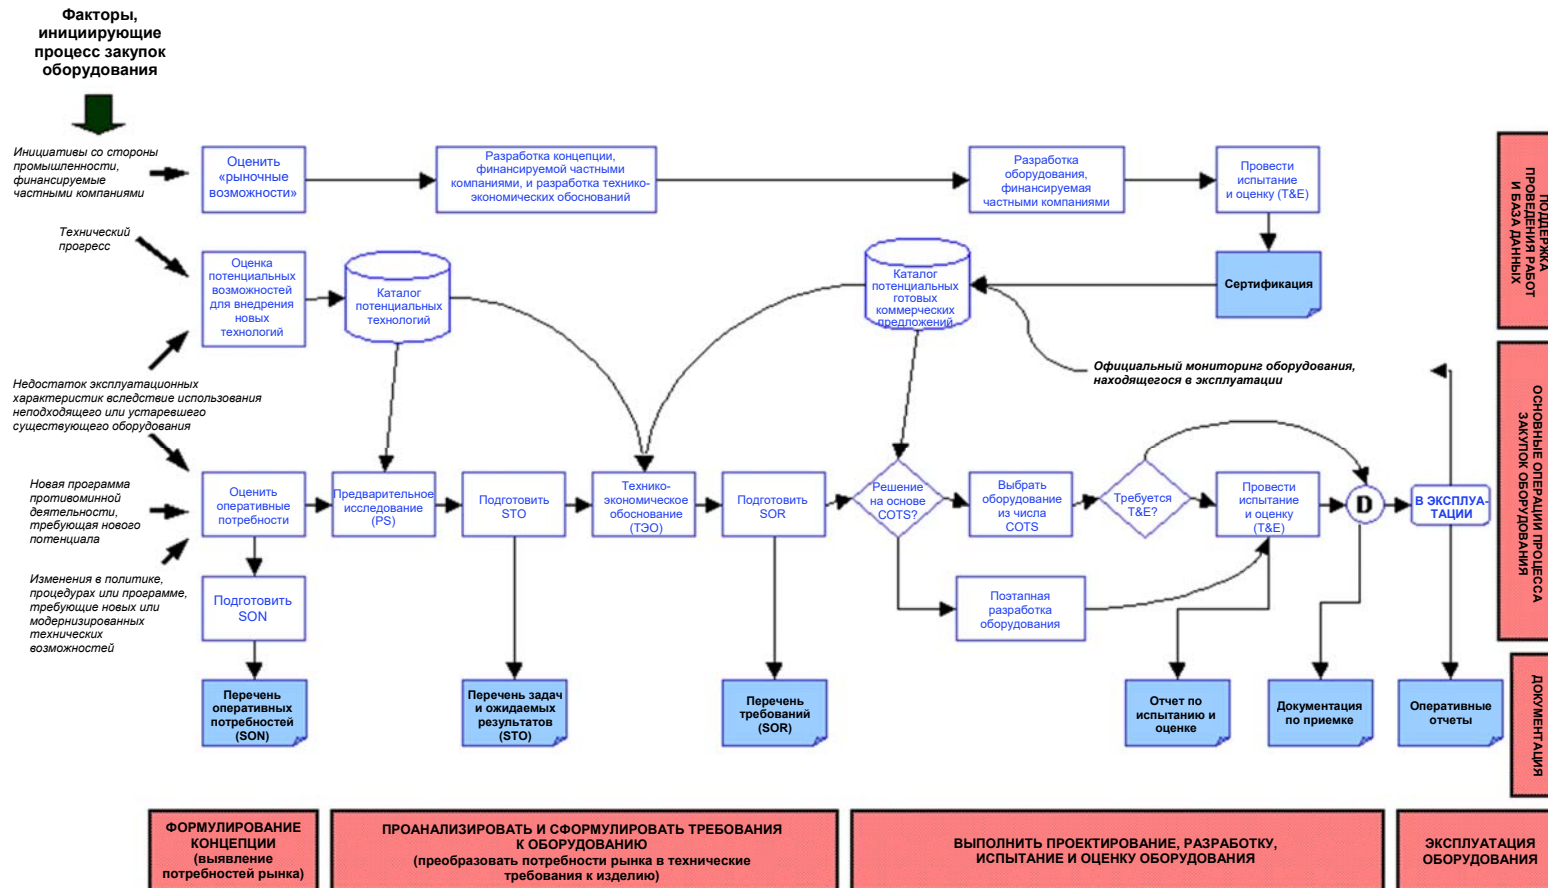 Факторы,
инициирующие
процесс закупок
оборудования
Инициативы со стороны
промышленности,
финансируемые
частными компаниями
Оценить
«рыночные
возможности»
Разработка концепции,
финансируемой частными
компаниями, и разработка технико-
экономических обоснований
Разработка
оборудования,
финансируемая
частными компаниями
Провести
испытание
и оценку (T&E)
ПОДДЕРЖКА
ПРОВЕДЕНИЯ РАБОТ
И БАЗА ДАННЫХ
Технический
прогресс
Оценка
потенциальных
возможностей
для внедрения
новых
технологий
Каталог
потенциальных
технологий
Каталог
потенциальных
готовых
коммерческих
предложений
Сертификация
Официальный мониторинг оборудования,
находящегося в эксплуатации
Недостаток эксплуатационных
характеристик вследствие использования
неподходящего или устаревшего
существующего оборудования
ОСНОВНЫЕ ОПЕРАЦИИ ПРОЦЕССА
ЗАКУПОК ОБОРУДОВАНИЯ
Новая программа
противоминной
деятельности,
требующая нового
потенциала
Оценить
оперативные
потребности
Предварительное
исследование
(PS)
Подготовить
STO
Технико-
экономическое
обоснование
(ТЭО)
Подготовить
SOR
Решение
на основе
COTS?
Выбрать
оборудование
из числа
COTS
Требуется
T&E?
Провести
испытание
и оценку
(T&E)
D
В ЭКСПЛУА-
ТАЦИИ
Изменения в политике,
процедурах или программе,
требующие новых или
модернизированных
технических
возможностей
Подготовить
SON
Поэтапная
разработка
оборудования
Перечень
оперативных
потребностей
(SON)
Перечень задач
и ожидаемых
результатов
(STO)
Перечень
требований
(SOR)
Отчет по
испытанию и
оценке
Документация
по приемке
Оперативные
отчеты
ДОКУМЕНТАЦИЯ
ФОРМУЛИРОВАНИЕ
КОНЦЕПЦИИ
(выявление
потребностей рынка)
ПРОАНАЛИЗИРОВАТЬ И СФОРМУЛИРОВАТЬ ТРЕБОВАНИЯ
К ОБОРУДОВАНИЮ
(преобразовать потребности рынка в технические
требования к изделию)
ВЫПОЛНИТЬ ПРОЕКТИРОВАНИЕ, РАЗРАБОТКУ,
ИСПЫТАНИЕ И ОЦЕНКУ ОБОРУДОВАНИЯ
ЭКСПЛУАТАЦИЯ
ОБОРУДОВАНИЯ